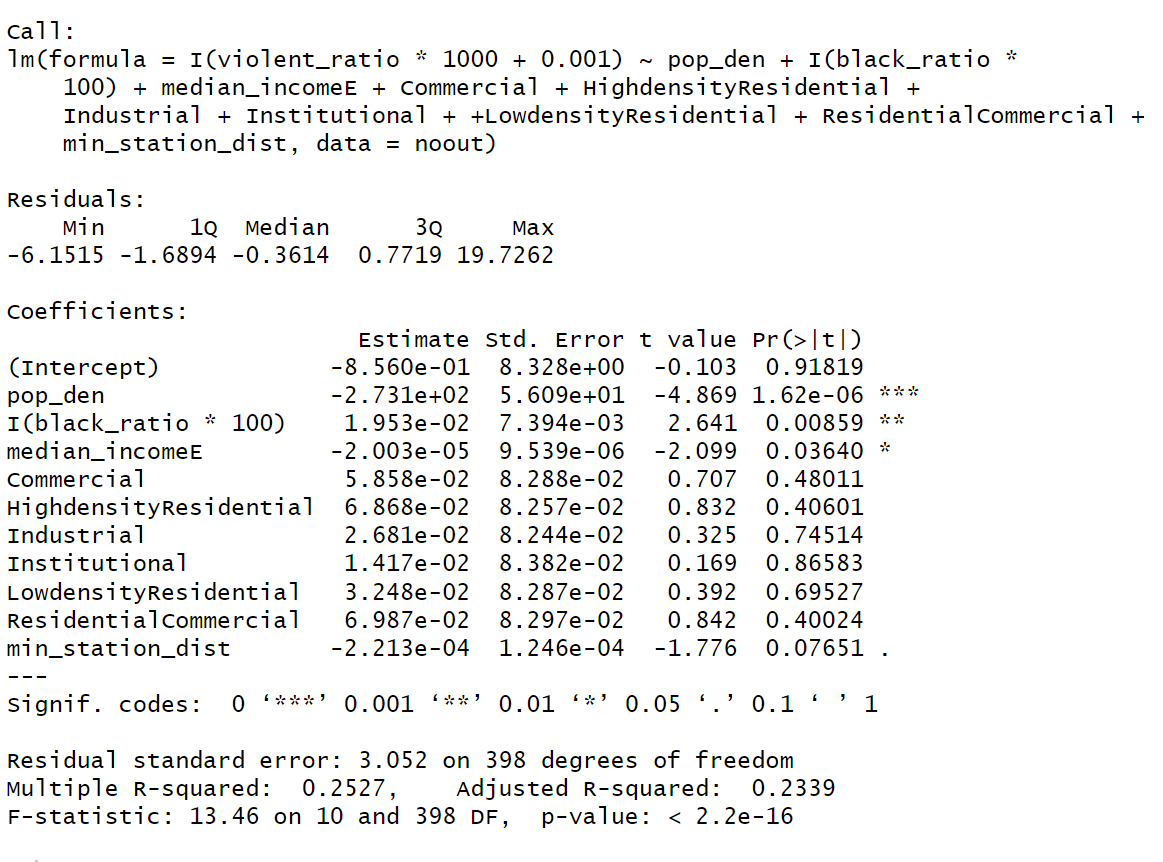 Call:
lm(formula = I(violent_ratio * 1000 + 0.001) ~ pop_den + I(black_ratio *
    100) + median_incomeE + Commercial + HighdensityResidential +
    Industrial + Institutional + +LowdensityResidential + ResidentialCommercial +
    min_station_dist, data = noout)
Residuals:
    Min      1Q  Median      3Q     Max
-6.1515 -1.6894 -0.3614  0.7719 19.7262
Coefficients:
                         Estimate Std. Error t value Pr(>|t|)
(Intercept)            -8.560e-01  8.328e+00  -0.103  0.91819
pop_den                -2.731e+02  5.609e+01  -4.869 1.62e-06 ***
I(black_ratio * 100)    1.953e-02  7.394e-03   2.641  0.00859 **
median_incomeE         -2.003e-05  9.539e-06  -2.099  0.03640 *
Commercial              5.858e-02  8.288e-02   0.707  0.48011
HighdensityResidential  6.868e-02  8.257e-02   0.832  0.40601
Industrial              2.681e-02  8.244e-02   0.325  0.74514
Institutional           1.417e-02  8.382e-02   0.169  0.86583
LowdensityResidential   3.248e-02  8.287e-02   0.392  0.69527
ResidentialCommercial   6.987e-02  8.297e-02   0.842  0.40024
min_station_dist       -2.213e-04  1.246e-04  -1.776  0.07651 .
---
Signif. codes:  0 ‘***’ 0.001 ‘**’ 0.01 ‘*’ 0.05 ‘.’ 0.1 ‘ ’ 1
Residual standard error: 3.052 on 398 degrees of freedom
Multiple R-squared:  0.2527,    Adjusted R-squared:  0.2339
F-statistic: 13.46 on 10 and 398 DF,  p-value: < 2.2e-16